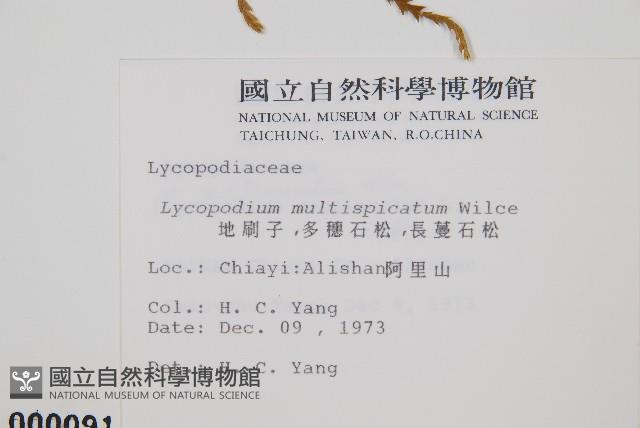 國立自然科學博物館
NATIONAL MUSEUM OF NATURAL SCIENCE
TAICHUNG, TAIWAN, R.O.CHINA
Lycopodiaceae
Lycopodium multispicatum Wilce
地刷子,多穗石松,長蔓石松
Loc.: Chiayi:Alishan阿里山
Col.: H. C. Yang
Date: Dec. 09 , 1973
Det.: H. C. Yang
國立自然科學博物館
NATIONAL MUSEUM OF NATURAL SCIENCE
000091